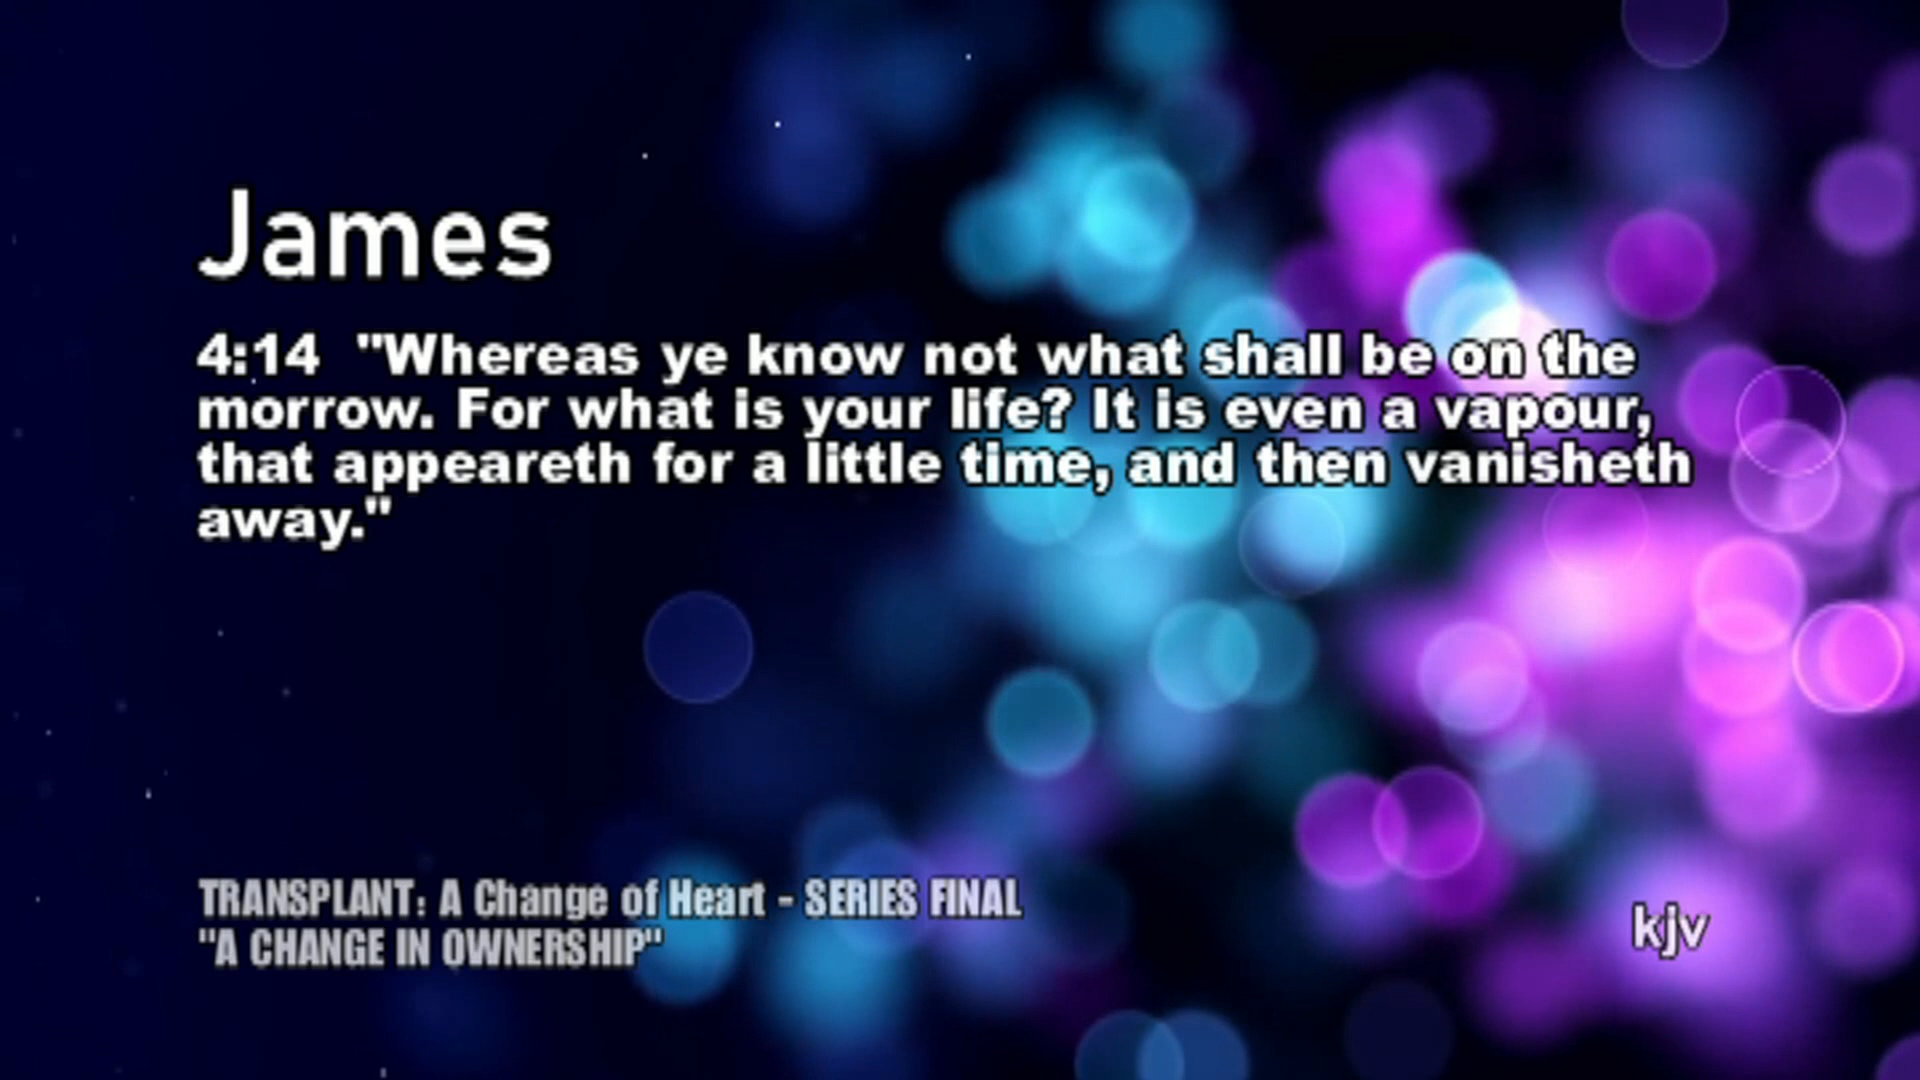 James
4:14 "Whereas ye know not what shall be on the
morrow. For what is your life? It is even a vapour,
that appeareth for a little time, and then vanisheth
away."
TRANSPLANT: A Change of Heart - SERIES FINAL
"A CHANGE IN OWNERSHIP"
kjv